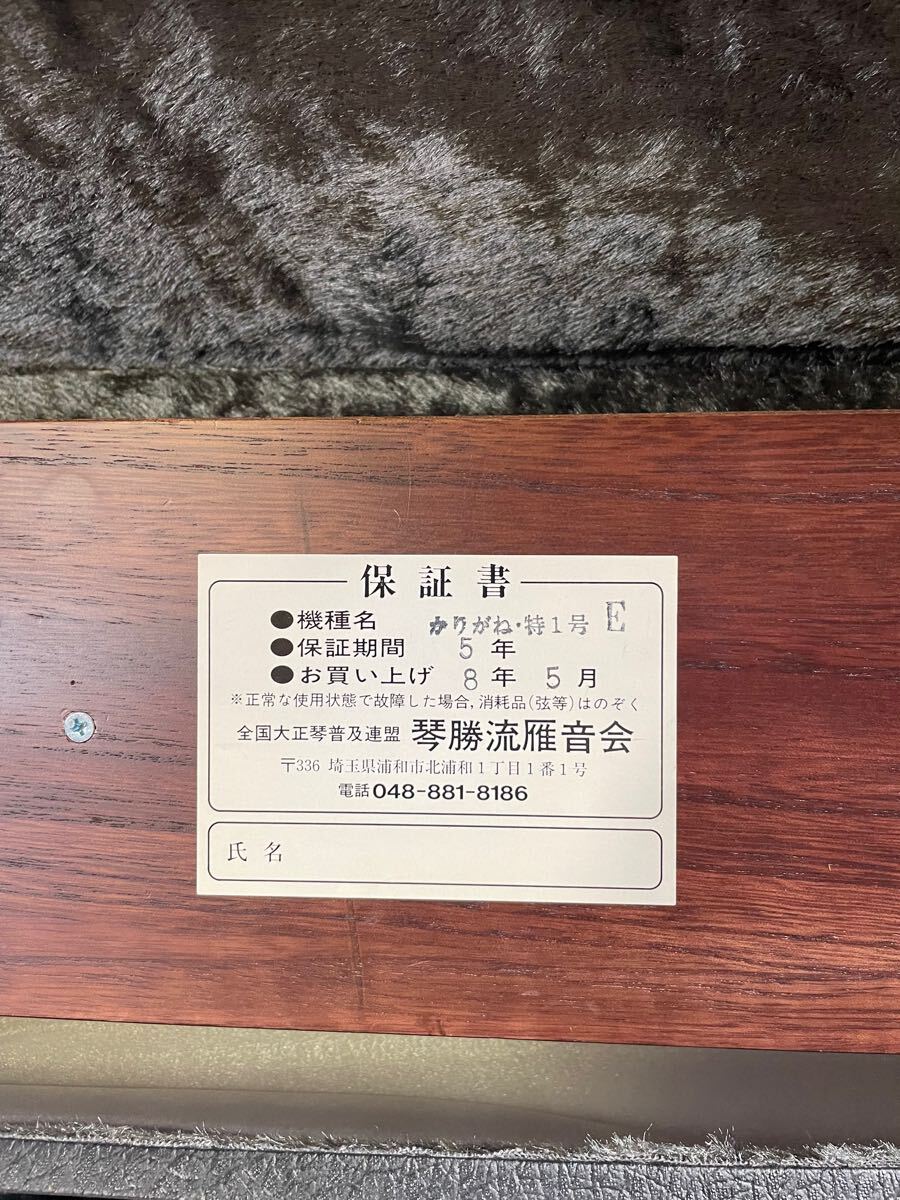 保証書
●機種名 かりがね・特1号 E
●保証期間 5年
●お買い上げ 8年 5月
※正常な使用状態で故障した場合,消耗品(弦等)はのぞく
全国大正琴普及連盟 琴勝流雁音会
〒336 埼玉県浦和市北浦和1丁目1番1号
電話048-881-8186
氏名